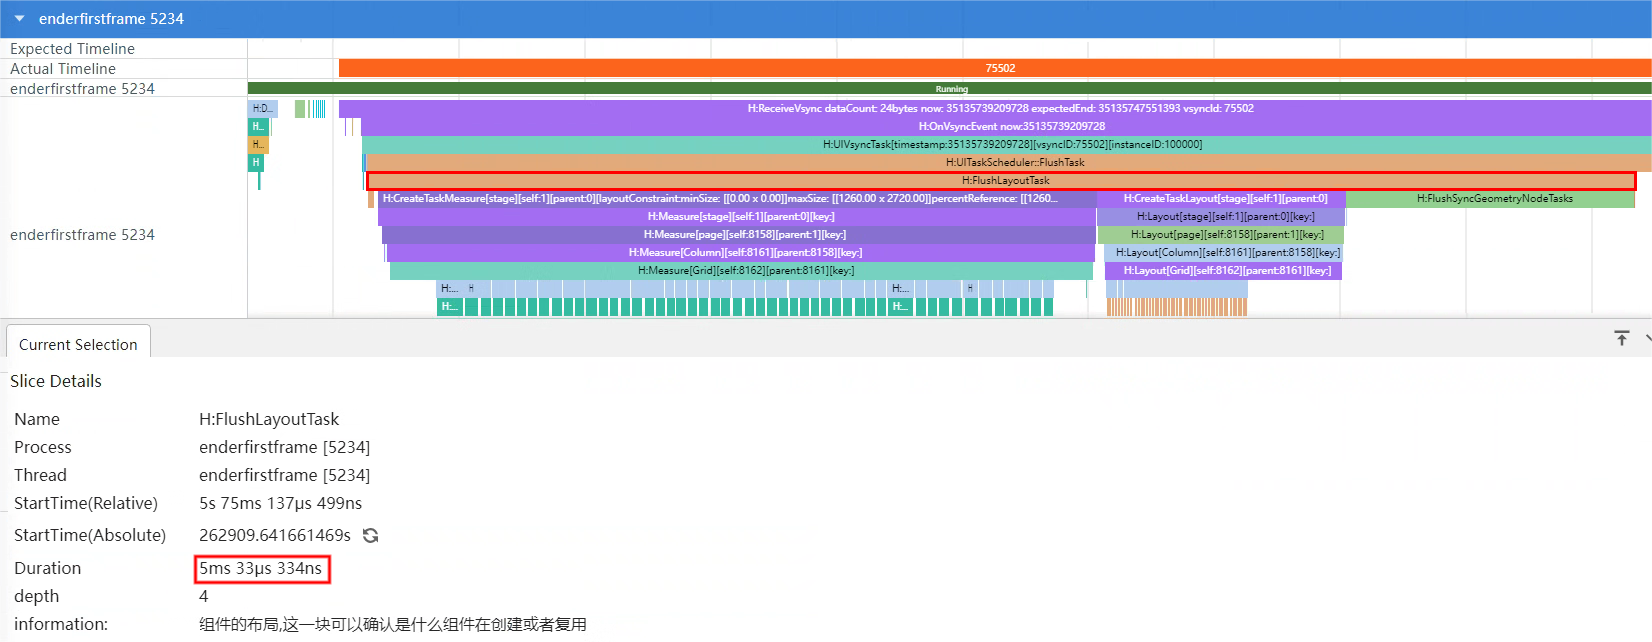 enderfirstframe 5234
Expected Timeline
Actual Timeline
75502
enderfirstframe 5234
Running
H:D...
H:ReceiveVsync dataCount: 24bytes now: 35135739209728 expectedEnd: 35135747551393 vsyncId: 75502
H...
H:OnVsyncEvent now:35135739209728
H...
H:UIVsyncTask[timestamp:35135739209728][vsyncID:75502][instanceID:100000]
H
H:UITaskScheduler::FlushTask
H:FlushLayoutTask
H:CreateTaskMeasure[stage][self:1][parent:0][layoutConstraint:minSize: [[0.00 x 0.00]]maxSize: [[1260.00 x 2720.00]]percentReference: [[1260...
H:CreateTaskLayout[stage][self:1][parent:0]
H:FlushSyncGeometryNodeTasks
H:Measure[stage][self:1][parent:0][key:]
H:Layout[stage][self:1][parent:0][key:]
enderfirstframe 5234
H:Measure[page][self:8158][parent:1][key:]
H:Layout[page][self:8158][parent:1][key:]
H:Measure[Column][self:8161][parent:8158][key:]
H:Layout[Column][self:8161][parent:8158][key:]
H:Measure[Grid][self:8162][parent:8161][key:]
H:Layout[Grid][self:8162][parent:8161][key:]
H:... H H:... H
H:... H:...
Current Selection
Slice Details
Name H:FlushLayoutTask
Process enderfirstframe [5234]
Thread enderfirstframe [5234]
StartTime(Relative) 5s 75ms 137μs 499ns
StartTime(Absolute) 262909.641661469s
Duration 5ms 33μs 334ns
depth 4
information: 组件的布局,这一块可以确认是什么组件在创建或者复用